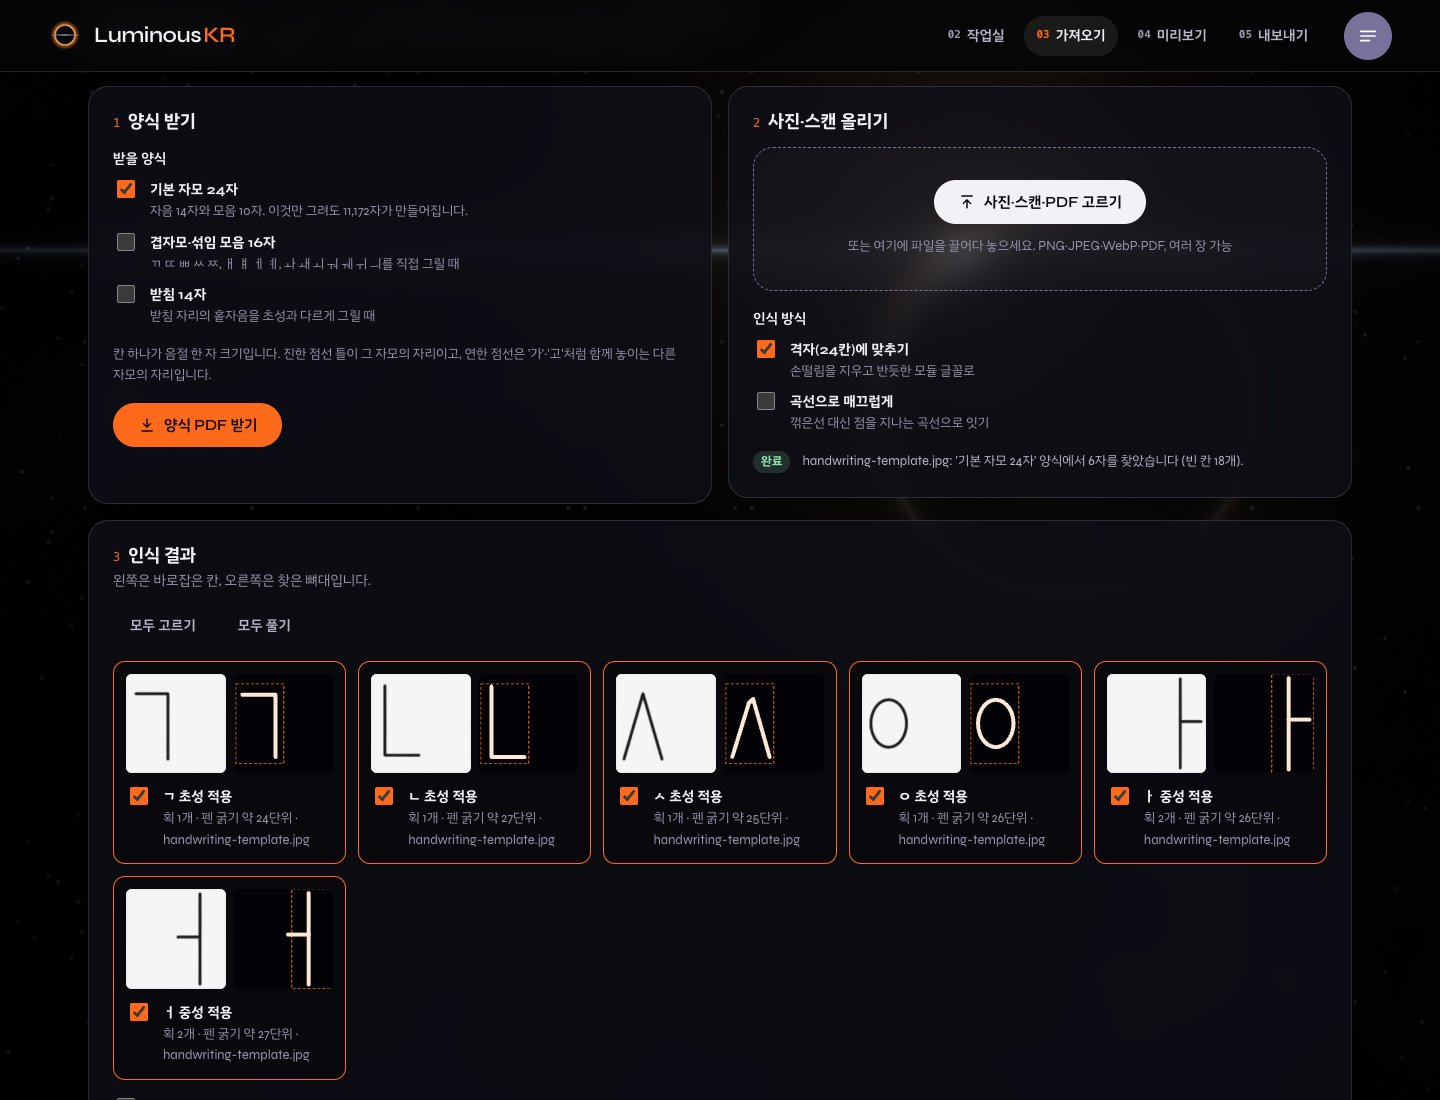 LuminousKR
02 작업실
03 가져오기
04 미리보기
05 내보내기
1 양식 받기
받을 양식
기본 자모 24자
자음 14자와 모음 10자. 이것만 그려도 11,172자가 만들어집니다.
겹자모·섞임 모음 16자
ㄲ ㄸ ㅃ ㅆ ㅉ, ㅐ ㅒ ㅔ ㅖ, ㅘ ㅙ ㅚ ㅝ ㅞ ㅟ ㅢ를 직접 그릴 때
받침 14자
받침 자리의 홑자음을 초성과 다르게 그릴 때
칸 하나가 음절 한 자 크기입니다. 진한 점선 틀이 그 자모의 자리이고, 연한 점선은 '가'·'고'처럼 함께 놓이는 다른
자모의 자리입니다.
양식 PDF 받기
2 사진·스캔 올리기
사진·스캔·PDF 고르기
또는 여기에 파일을 끌어다 놓으세요. PNG·JPEG·WebP·PDF, 여러 장 가능
인식 방식
격자(24칸)에 맞추기
손떨림을 지우고 반듯한 모듈 글꼴로
곡선으로 매끄럽게
꺾은선 대신 점을 지나는 곡선으로 잇기
완료 handwriting-template.jpg: '기본 자모 24자' 양식에서 6자를 찾았습니다 (빈 칸 18개).
3 인식 결과
왼쪽은 바로잡은 칸, 오른쪽은 찾은 뼈대입니다.
모두 고르기 모두 풀기
ㄱ ㄱ
ㄱ 초성 적용
획 1개 · 펜 굵기 약 24단위 ·
handwriting-template.jpg
ㄴ ㄴ
ㄴ 초성 적용
획 1개 · 펜 굵기 약 27단위 ·
handwriting-template.jpg
ㅅ ㅅ
ㅅ 초성 적용
획 1개 · 펜 굵기 약 25단위 ·
handwriting-template.jpg
ㅇ ㅇ
ㅇ 초성 적용
획 1개 · 펜 굵기 약 26단위 ·
handwriting-template.jpg
ㅏ ㅏ
ㅏ 중성 적용
획 2개 · 펜 굵기 약 26단위 ·
handwriting-template.jpg
ㅓ ㅓ
ㅓ 중성 적용
획 2개 · 펜 굵기 약 27단위 ·
handwriting-template.jpg